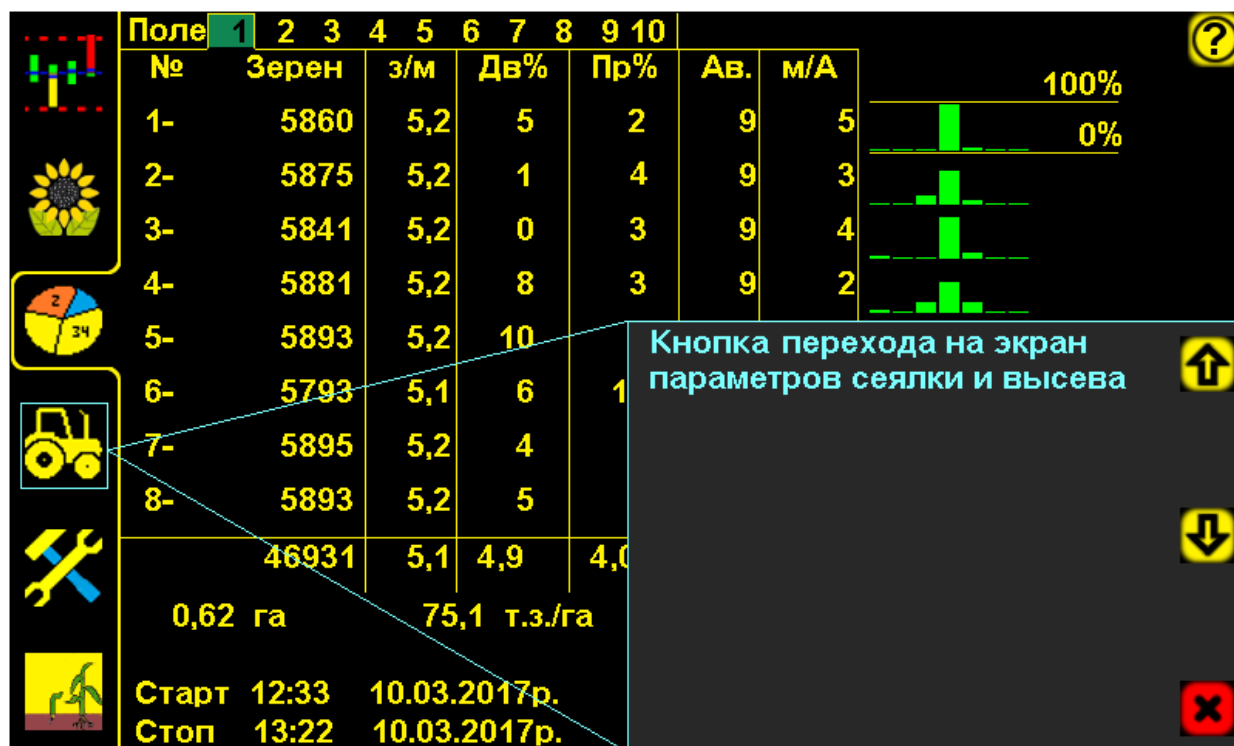 Поле 1 2 3 4 5 6 7 8 9 10
№ Зерен з/м Дв% Пр% Ав. м/А
100%
1- 5860 5,2 5 2 9 5
0%
2- 5875 5,2 1 4 9 3
3- 5841 5,2 0 3 9 4
4- 5881 5,2 8 3 9 2
5- 5893 5,2 10
6- 5793 5,1 6 1
7- 5895 5,2 4
8- 5893 5,2 5
46931 5,1 4,9 4,0
0,62 га 75,1 т.з./га
Старт 12:33 10.03.2017р.
Стоп 13:22 10.03.2017р.
Кнопка перехода на экран
параметров сеялки и высева
?
2
34